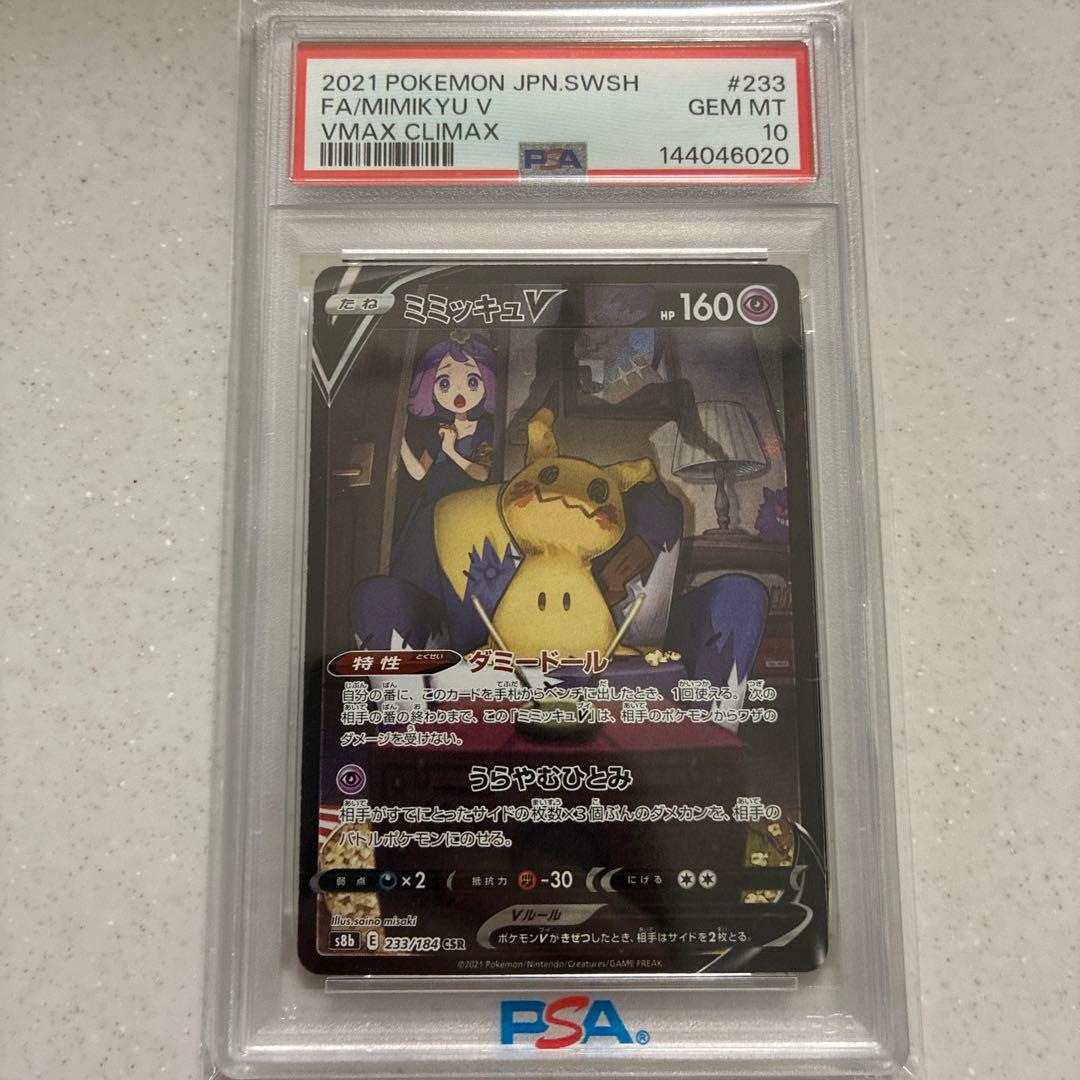 2021 POKEMON JPN.SWSH #233
FA/MIMIKYU V GEM MT
VMAX CLIMAX 10
PSA 144046020
たね ミミッキュV HP 160
特性 とくせい ダミードール
自分の番に、このカードを手札からベンチに出したとき、1回使える。次の
相手の番の終わりまで、この「ミミッキュV」は、相手のポケモンからワザの
ダメージを受けない。
うらやむひとみ
相手がすでにとったサイドの枚数×3個ぶんのダメカンを、相手の
バトルポケモンにのせる。
弱点 ×2 抵抗力 -30 にげる
Illus.saino misaki
Vルール
ポケモンVがきぜつしたとき、相手はサイドを2枚とる。
s8b E 233/184 CSR
©2021 Pokémon/Nintendo/Creatures/GAME FREAK
PSA®